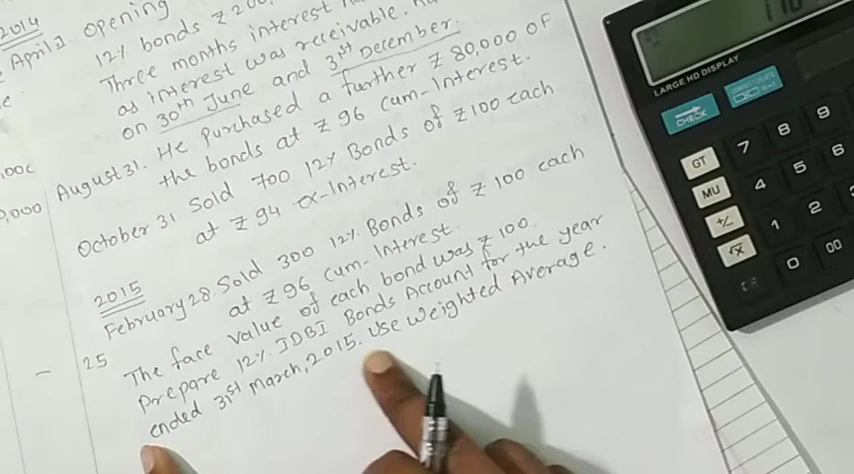 2014
April 1 opening
12% bonds ₹ 200,
Three months interest
as interest was receivable.
on 30th June and 31st December.
August 31. He purchased a further ₹ 80,000 OF
the bonds at ₹ 96 Cum-Interest.
October 31. Sold 700 12% Bonds of ₹100 Each
at ₹ 94 Ex-Interest.
2015
February 28. Sold 300 12% Bonds of ₹ 100 each
at ₹ 96 Cum-Interest.
The face value of each bond was ₹ 100.
Prepare 12% IDBI Bonds Account for the year
ended 31st March, 2015. Use Weighted Average.
25
LARGE HD DISPLAY
CHECK
GT
7
8
9
MU
4
5
6
+/-
1
2
√x
0
00